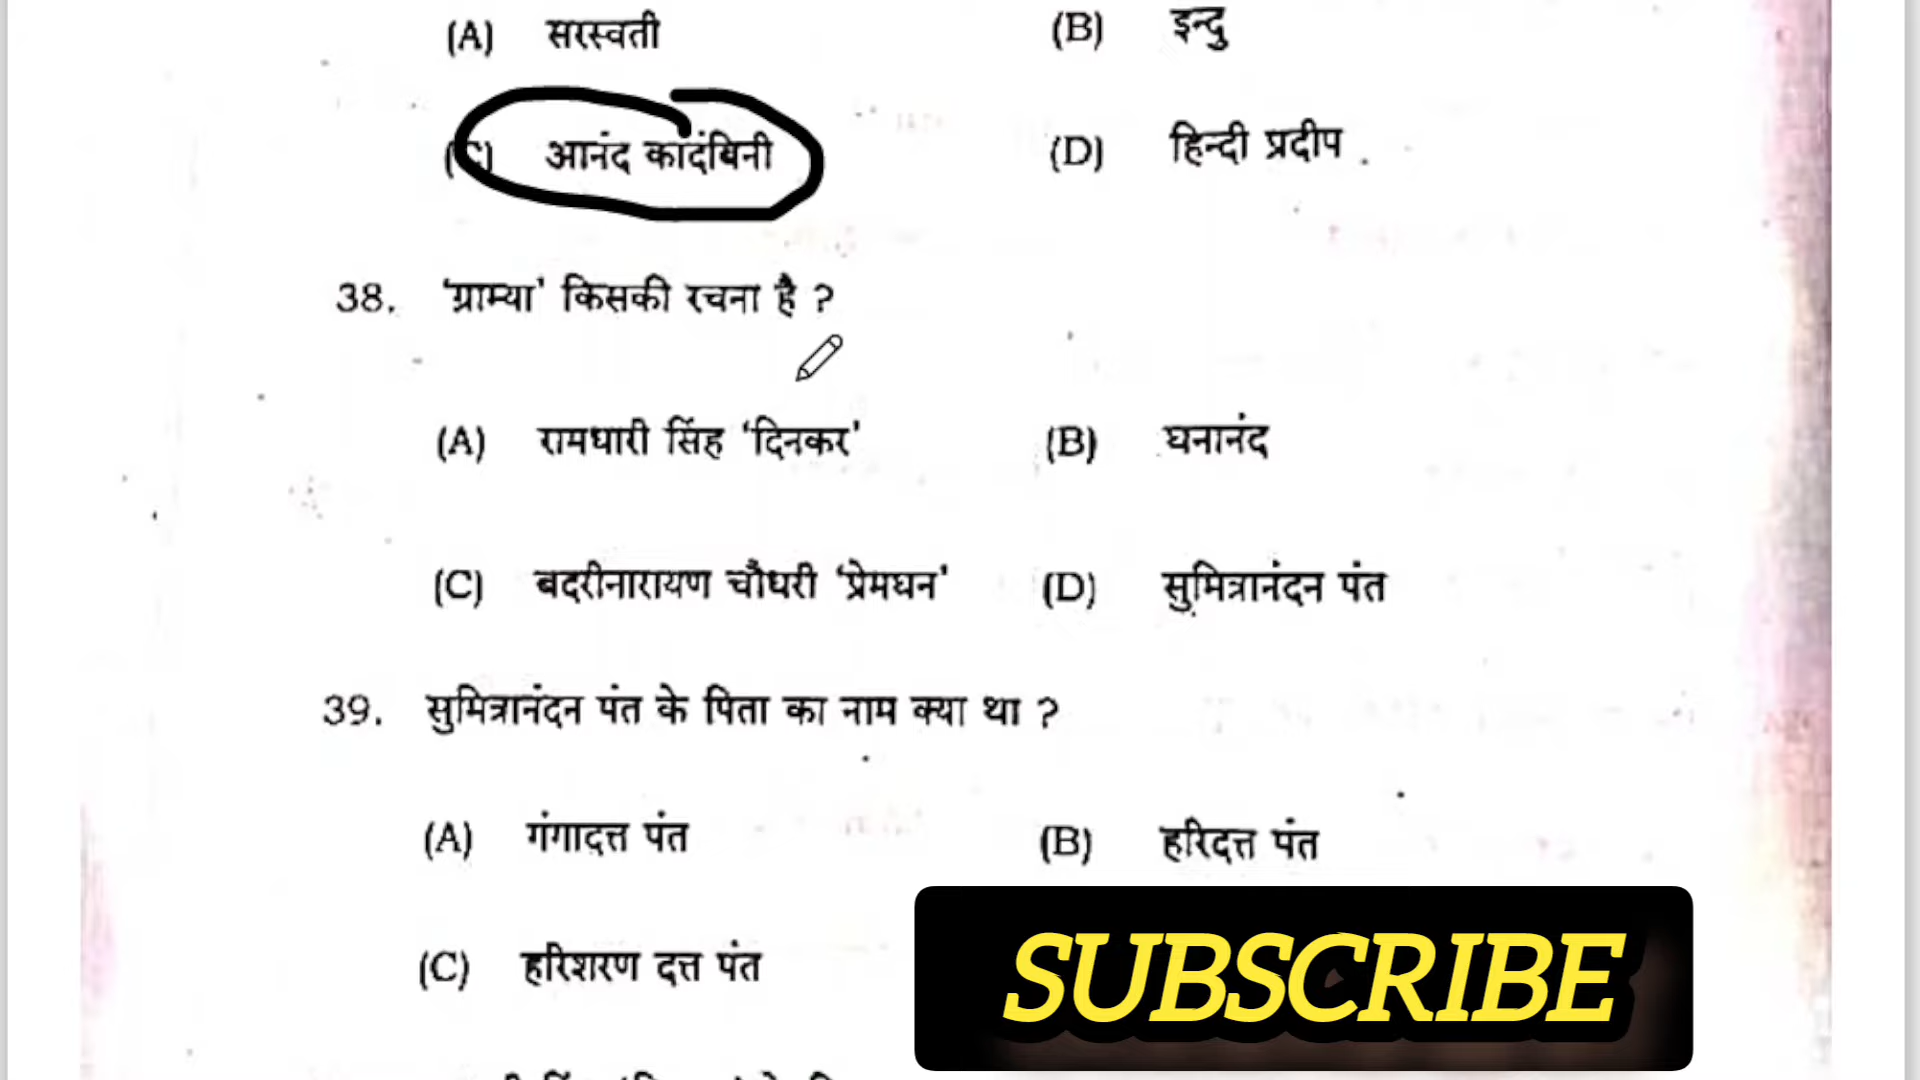 (A) सरस्वती (B) इन्दु
(C) आनंद कादंबिनी (D) हिन्दी प्रदीप
38. 'ग्राम्या' किसकी रचना है ?
(A) रामधारी सिंह 'दिनकर' (B) घनानंद
(C) बदरीनारायण चौधरी 'प्रेमघन' (D) सुमित्रानंदन पंत
39. सुमित्रानंदन पंत के पिता का नाम क्या था ?
(A) गंगादत्त पंत (B) हरिदत्त पंत
(C) हरिशरण दत्त पंत
SUBSCRIBE